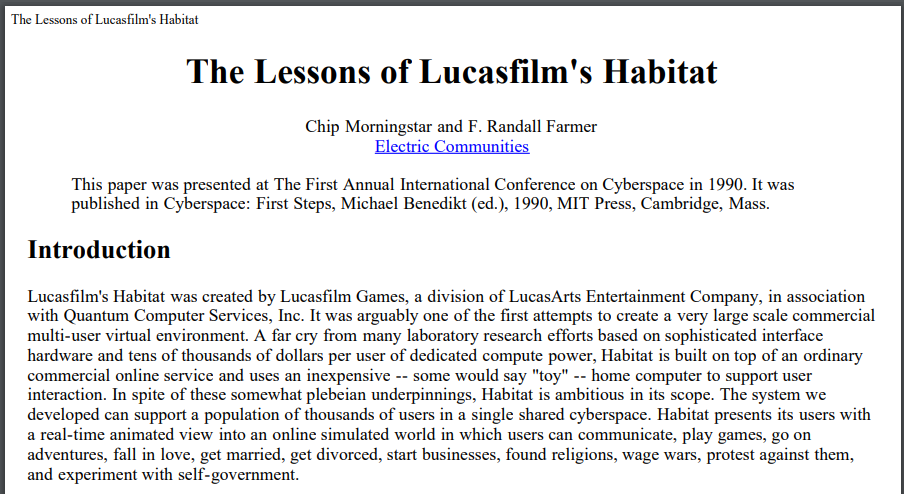 The Lessons of Lucasfilm's Habitat
The Lessons of Lucasfilm's Habitat
Chip Morningstar and F. Randall Farmer
Electric Communities
This paper was presented at The First Annual International Conference on Cyberspace in 1990. It was
published in Cyberspace: First Steps, Michael Benedikt (ed.), 1990, MIT Press, Cambridge, Mass.
Introduction
Lucasfilm's Habitat was created by Lucasfilm Games, a division of LucasArts Entertainment Company, in association
with Quantum Computer Services, Inc. It was arguably one of the first attempts to create a very large scale commercial
multi-user virtual environment. A far cry from many laboratory research efforts based on sophisticated interface
hardware and tens of thousands of dollars per user of dedicated compute power, Habitat is built on top of an ordinary
commercial online service and uses an inexpensive -- some would say "toy" -- home computer to support user
interaction. In spite of these somewhat plebeian underpinnings, Habitat is ambitious in its scope. The system we
developed can support a population of thousands of users in a single shared cyberspace. Habitat presents its users with
a real-time animated view into an online simulated world in which users can communicate, play games, go on
adventures, fall in love, get married, get divorced, start businesses, found religions, wage wars, protest against them,
and experiment with self-government.